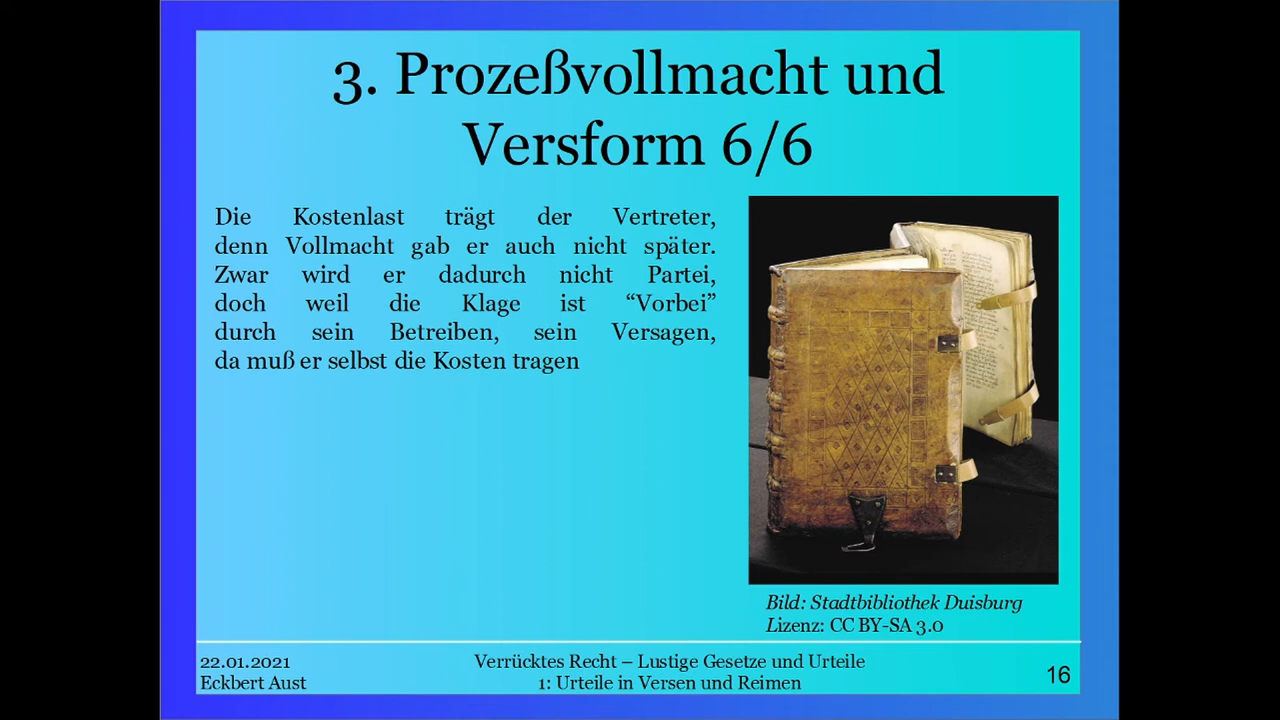 3. Prozeßvollmacht und
Versform 6/6
Die Kostenlast trägt der Vertreter,
denn Vollmacht gab er auch nicht später.
Zwar wird er dadurch nicht Partei,
doch weil die Klage ist “Vorbei”
durch sein Betreiben, sein Versagen,
da muß er selbst die Kosten tragen
Bild: Stadtbibliothek Duisburg
Lizenz: CC BY-SA 3.0
22.01.2021
Eckbert Aust
Verrücktes Recht – Lustige Gesetze und Urteile
1: Urteile in Versen und Reimen
16